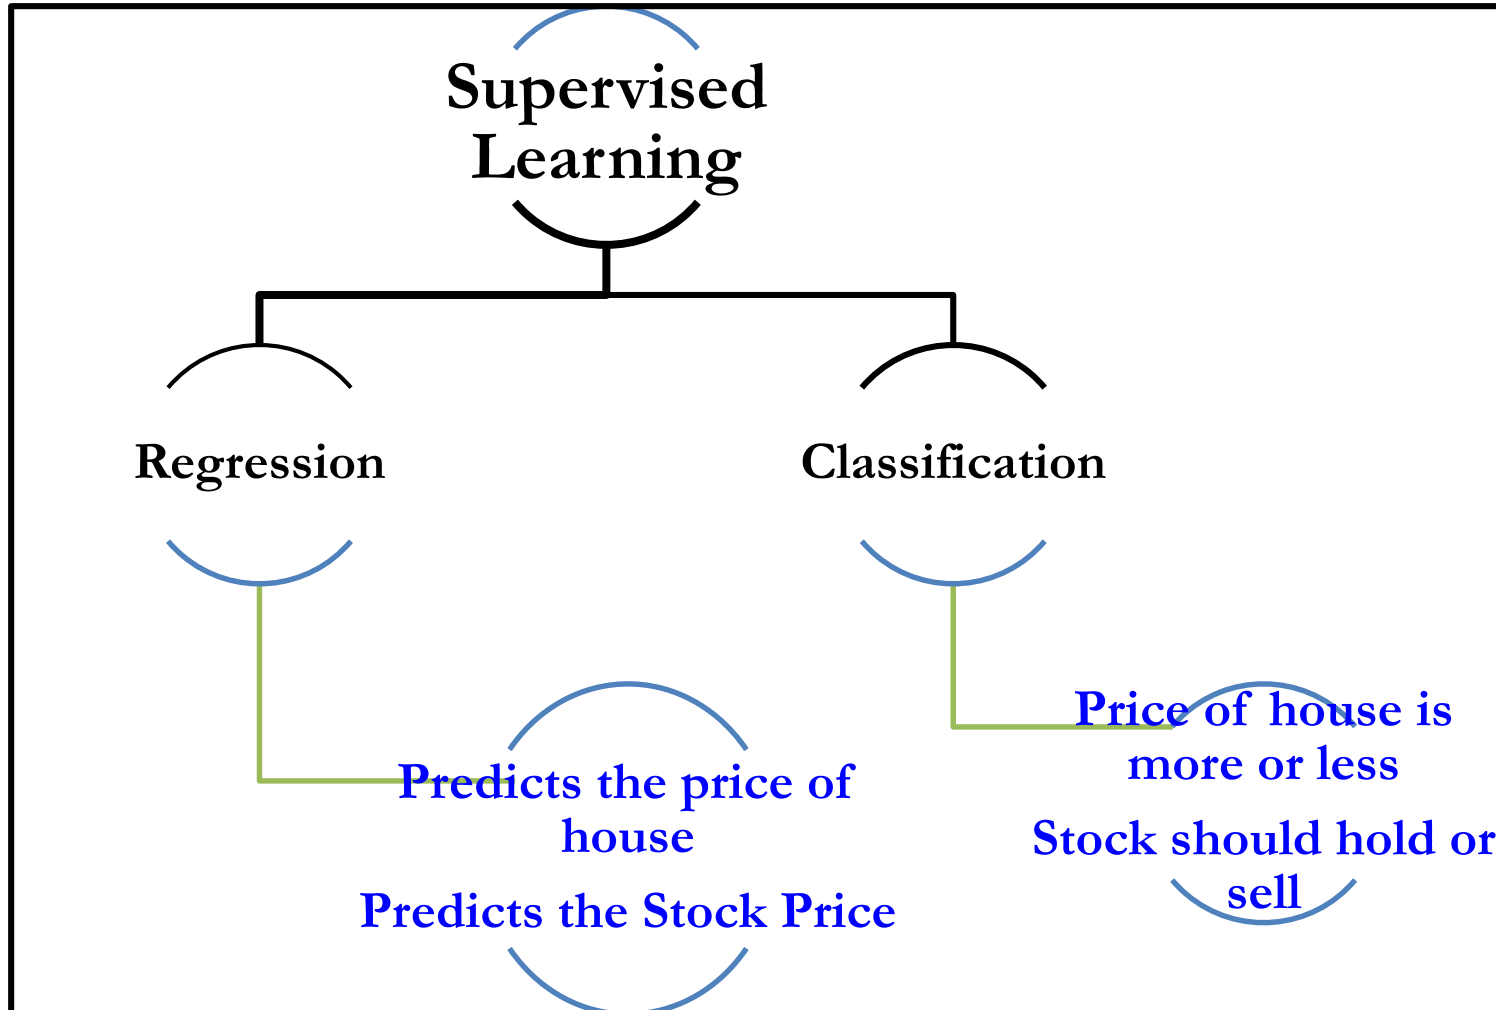 Supervised
Learning
Regression
Classification
Predicts the price of
house
Predicts the Stock Price
Price of house is
more or less
Stock should hold or
sell